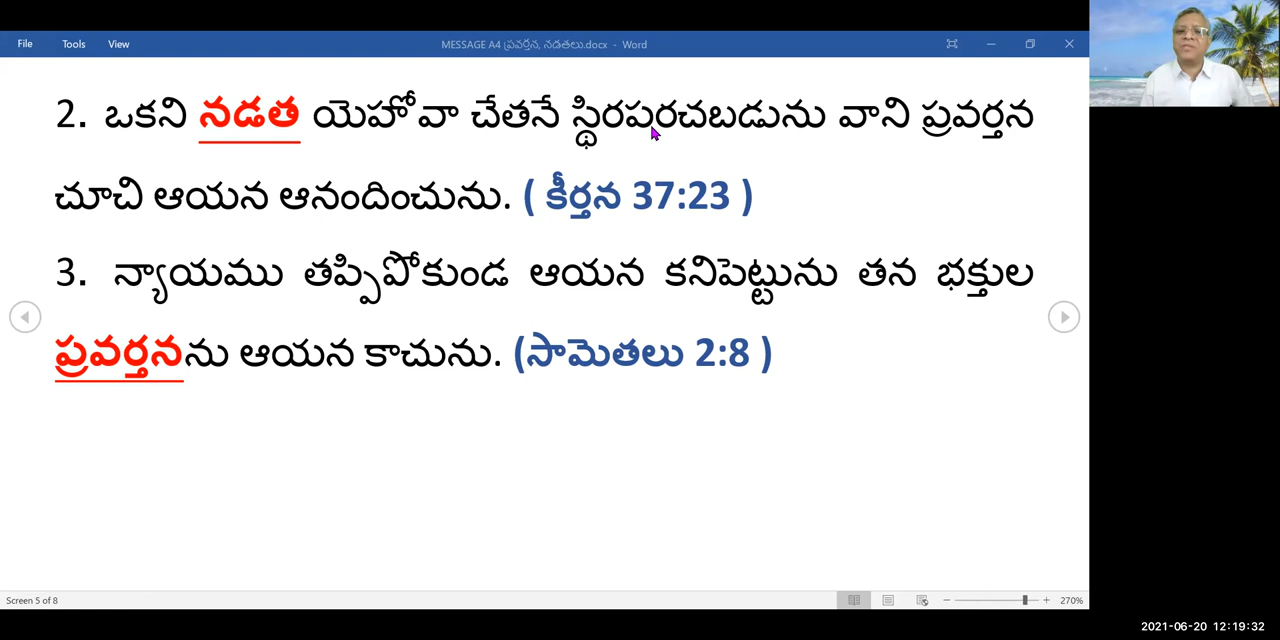 File Tools View MESSAGE A4 ప్రవర్తన, నడతలు.docx - Word
2. ఒకని నడత యెహోవా చేతనే స్థిరపరచబడును వాని ప్రవర్తన
చూచి ఆయన ఆనందించును. ( కీర్తన 37:23 )
3. న్యాయము తప్పిపోకుండ ఆయన కనిపెట్టును తన భక్తుల
ప్రవర్తనను ఆయన కాచును. (సామెతలు 2:8 )
Screen 5 of 8 270%
2021-06-20 12:19:32